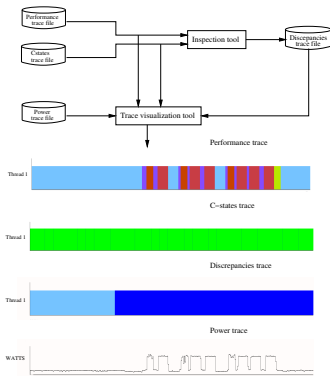 Performance
trace file
Inspection tool
Discepancies
trace file
Cstates
trace file
Power
trace file
Trace visualization tool
Performance trace
Thread 1
C-states trace
Thread 1
Discrepancies trace
Thread 1
Power trace
WATTS